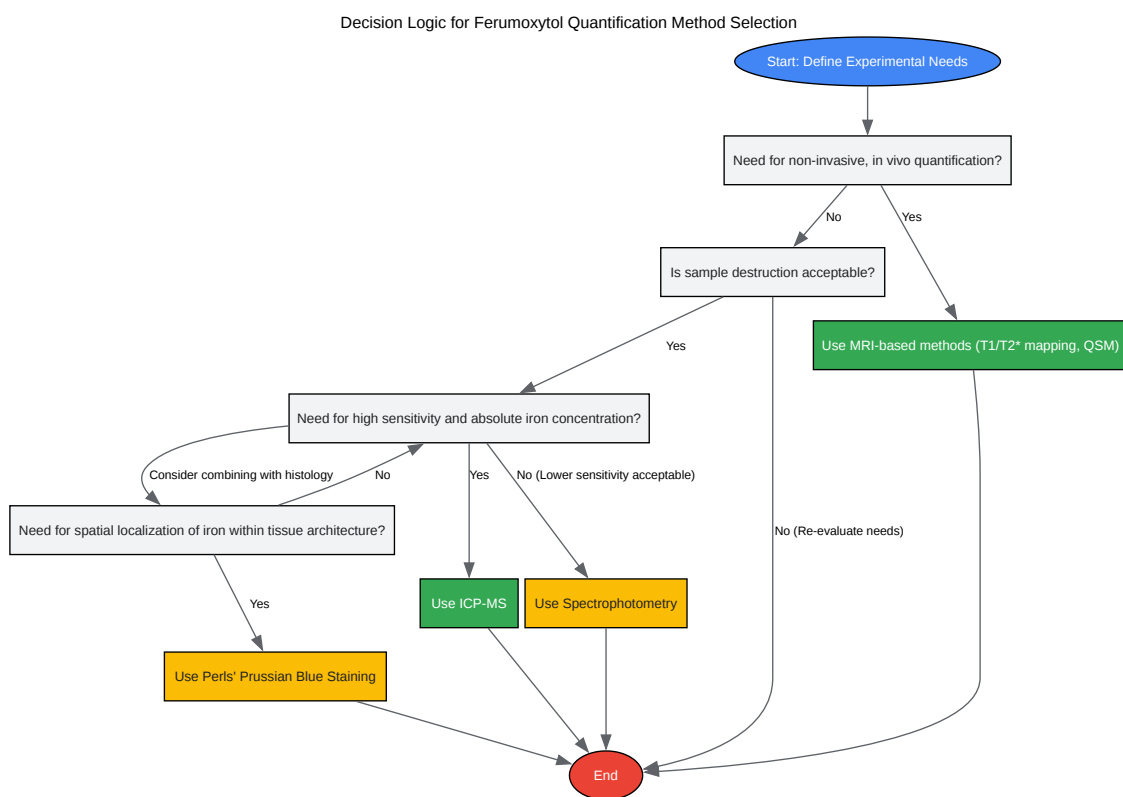 Decision Logic for Ferumoxytol Quantification Method Selection
Start: Define Experimental Needs
Need for non-invasive, in vivo quantification?
No
Yes
Is sample destruction acceptable?
Use MRI-based methods (T1/T2* mapping, QSM)
Yes
Need for high sensitivity and absolute iron concentration?
Consider combining with histology
No
Yes
No (Lower sensitivity acceptable)
Need for spatial localization of iron within tissue architecture?
No (Re-evaluate needs)
Yes
Use ICP-MS
Use Spectrophotometry
Use Perls' Prussian Blue Staining
End